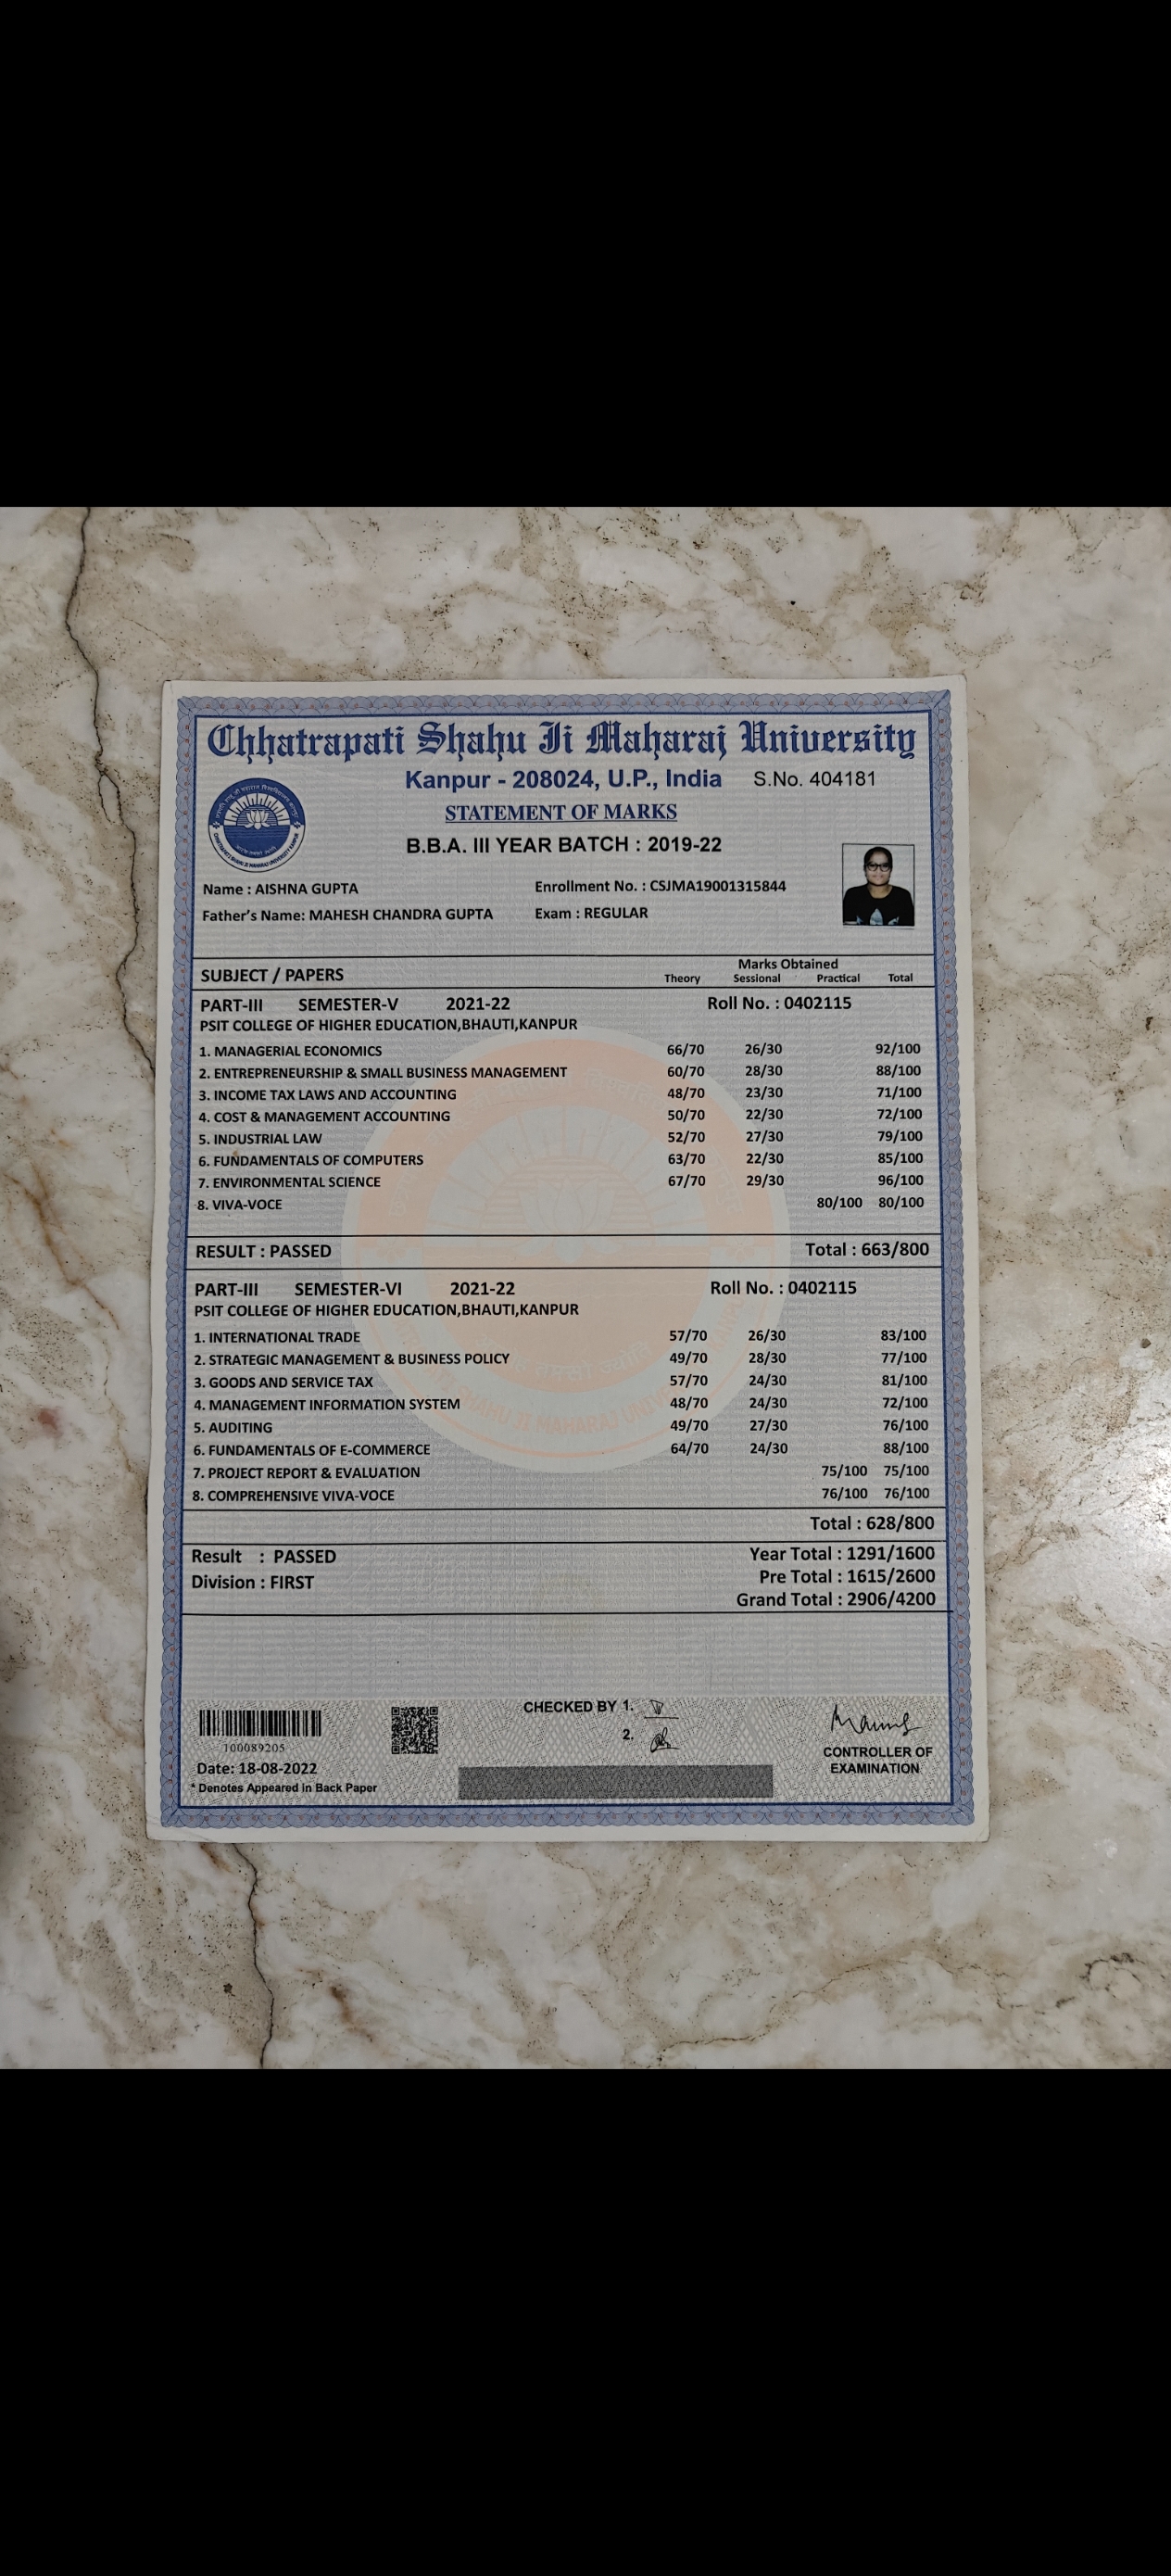 Chhatrapati Shahu Ji Maharaj University
Kanpur - 208024, U.P., India S.No. 404181
STATEMENT OF MARKS
B.B.A. III YEAR BATCH : 2019-22
Name : AISHNA GUPTA Enrollment No. : CSJMA19001315844
Father's Name: MAHESH CHANDRA GUPTA Exam : REGULAR
Marks Obtained
SUBJECT / PAPERS Theory Sessional Practical Total
PART-III SEMESTER-V 2021-22 Roll No. : 0402115
PSIT COLLEGE OF HIGHER EDUCATION,BHAUTI,KANPUR
1. MANAGERIAL ECONOMICS 66/70 26/30 92/100
2. ENTREPRENEURSHIP & SMALL BUSINESS MANAGEMENT 60/70 28/30 88/100
3. INCOME TAX LAWS AND ACCOUNTING 48/70 23/30 71/100
4. COST & MANAGEMENT ACCOUNTING 50/70 22/30 72/100
5. INDUSTRIAL LAW 52/70 27/30 79/100
6. FUNDAMENTALS OF COMPUTERS 63/70 22/30 85/100
7. ENVIRONMENTAL SCIENCE 67/70 29/30 96/100
8. VIVA-VOCE 80/100 80/100
RESULT : PASSED Total : 663/800
PART-III SEMESTER-VI 2021-22 Roll No. : 0402115
PSIT COLLEGE OF HIGHER EDUCATION,BHAUTI,KANPUR
1. INTERNATIONAL TRADE 57/70 26/30 83/100
2. STRATEGIC MANAGEMENT & BUSINESS POLICY 49/70 28/30 77/100
3. GOODS AND SERVICE TAX 57/70 24/30 81/100
4. MANAGEMENT INFORMATION SYSTEM 48/70 24/30 72/100
5. AUDITING 49/70 27/30 76/100
6. FUNDAMENTALS OF E-COMMERCE 64/70 24/30 88/100
7. PROJECT REPORT & EVALUATION 75/100 75/100
8. COMPREHENSIVE VIVA-VOCE 76/100 76/100
Total : 628/800
Result : PASSED Year Total : 1291/1600
Division : FIRST Pre Total : 1615/2600
Grand Total : 2906/4200
CHECKED BY 1.
2.
100089205
CONTROLLER OF
EXAMINATION
Date: 18-08-2022
* Denotes Appeared in Back Paper